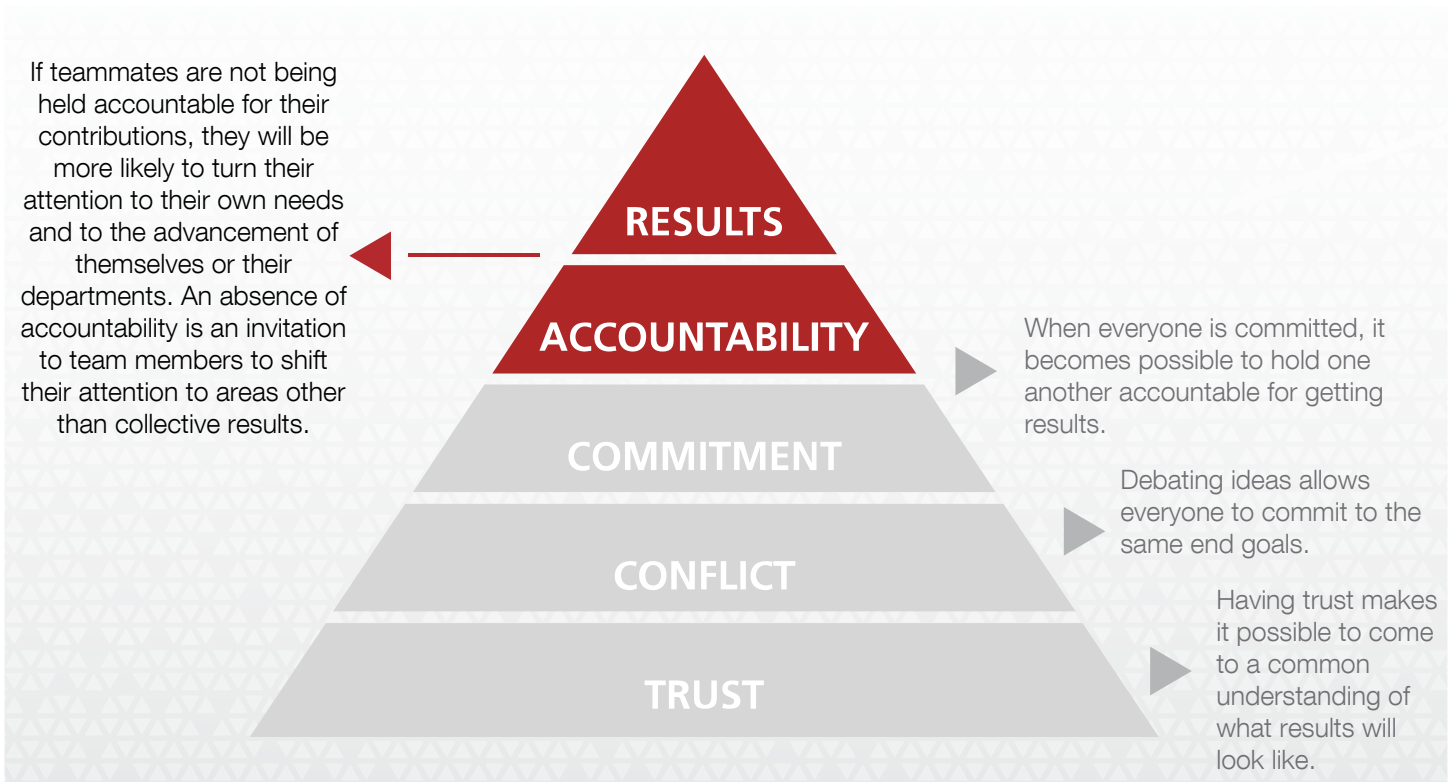 If teammates are not being
held accountable for their
contributions, they will be
more likely to turn their
attention to their own needs
and to the advancement of
themselves or their
departments. An absence of
accountability is an invitation
to team members to shift
their attention to areas other
than collective results.
RESULTS
ACCOUNTABILITY
COMMITMENT
CONFLICT
TRUST
When everyone is committed, it
becomes possible to hold one
another accountable for getting
results.
Debating ideas allows
everyone to commit to the
same end goals.
Having trust makes
it possible to come
to a common
understanding of
what results will
look like.